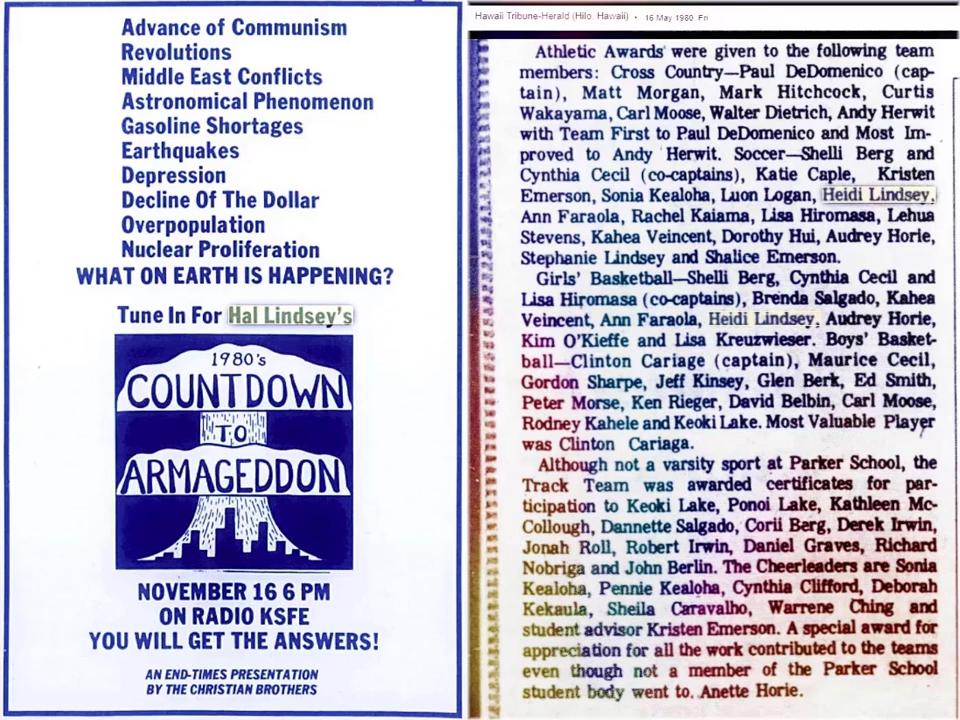 Advance of Communism
Revolutions
Middle East Conflicts
Astronomical Phenomenon
Gasoline Shortages
Earthquakes
Depression
Decline Of The Dollar
Overpopulation
Nuclear Proliferation
WHAT ON EARTH IS HAPPENING?
Tune In For Hal Lindsey's
1980's
COUNTDOWN
TO
ARMAGEDDON
NOVEMBER 16 6 PM
ON RADIO KSFE
YOU WILL GET THE ANSWERS!
AN END-TIMES PRESENTATION
BY THE CHRISTIAN BROTHERS
Hawaii Tribune-Herald (Hilo, Hawaii) • 16 May 1980 Fri
Athletic Awards were given to the following team
members: Cross Country—Paul DeDomenico (cap-
tain), Matt Morgan, Mark Hitchcock, Curtis
Wakayama, Carl Moose, Walter Dietrich, Andy Herwit
with Team First to Paul DeDomenico and Most Im-
proved to Andy Herwit. Soccer—Shelli Berg and
Cynthia Cecil (co-captains), Katie Caple, Kristen
Emerson, Sonia Kealoha, Luon Logan, Heidi Lindsey,
Ann Faraola, Rachel Kaiama, Lisa Hiromasa, Lehua
Stevens, Kahea Veincent, Dorothy Hui, Audrey Horie,
Stephanie Lindsey and Shalice Emerson.
Girls' Basketball—Shelli Berg, Cynthia Cecil and
Lisa Hiromasa (co-captains), Brenda Salgado, Kahea
Veincent, Ann Faraola, Heidi Lindsey, Audrey Horie,
Kim O'Kieffe and Lisa Kreuzwieser. Boys' Basket-
ball—Clinton Cariage (captain), Maurice Cecil,
Gordon Sharpe, Jeff Kinsey, Glen Berk, Ed Smith,
Peter Morse, Ken Rieger, David Belbin, Carl Moose,
Rodney Kahele and Keoki Lake. Most Valuable Player
was Clinton Cariaga.
Although not a varsity sport at Parker School, the
Track Team was awarded certificates for par-
ticipation to Keoki Lake, Ponoi Lake, Kathleen Mc-
Collough, Dannette Salgado, Corii Berg, Derek Irwin,
Jonah Roll, Robert Irwin, Daniel Graves, Richard
Nobriga and John Berlin. The Cheerleaders are Sonia
Kealoha, Pennie Kealoha, Cynthia Clifford, Deborah
Kekaula, Sheila Caravalho, Warrene Ching and
student advisor Kristen Emerson. A special award for
appreciation for all the work contributed to the teams
even though not a member of the Parker School
student body went to. Anette Horie.